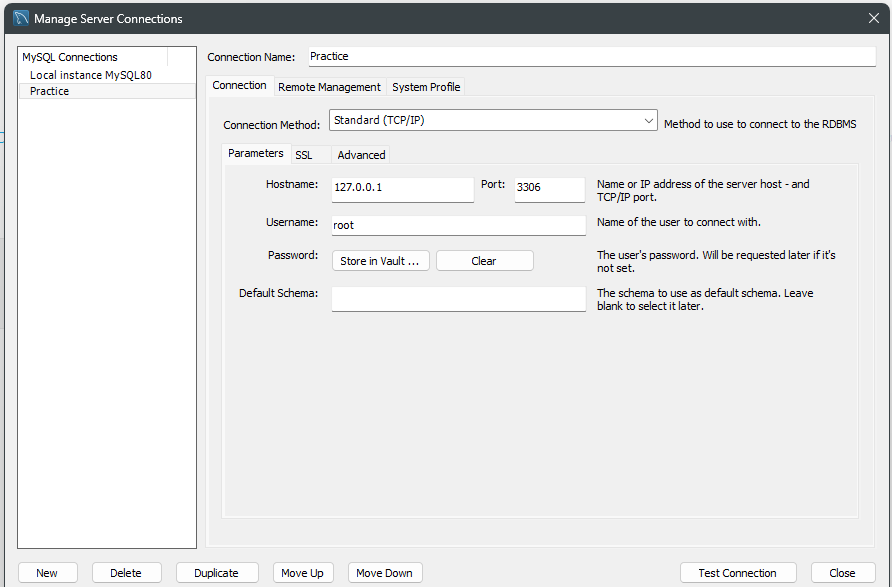 Manage Server Connections
MySQL Connections
Local instance MySQL80
Practice
Connection Name: Practice
Connection Remote Management System Profile
Connection Method: Standard (TCP/IP) Method to use to connect to the RDBMS
Parameters SSL Advanced
Hostname: 127.0.0.1 Port: 3306 Name or IP address of the server host - and
TCP/IP port.
Username: root Name of the user to connect with.
Password: Store in Vault ... Clear The user's password. Will be requested later if it's
not set.
Default Schema: The schema to use as default schema. Leave
blank to select it later.
New Delete Duplicate Move Up Move Down Test Connection Close